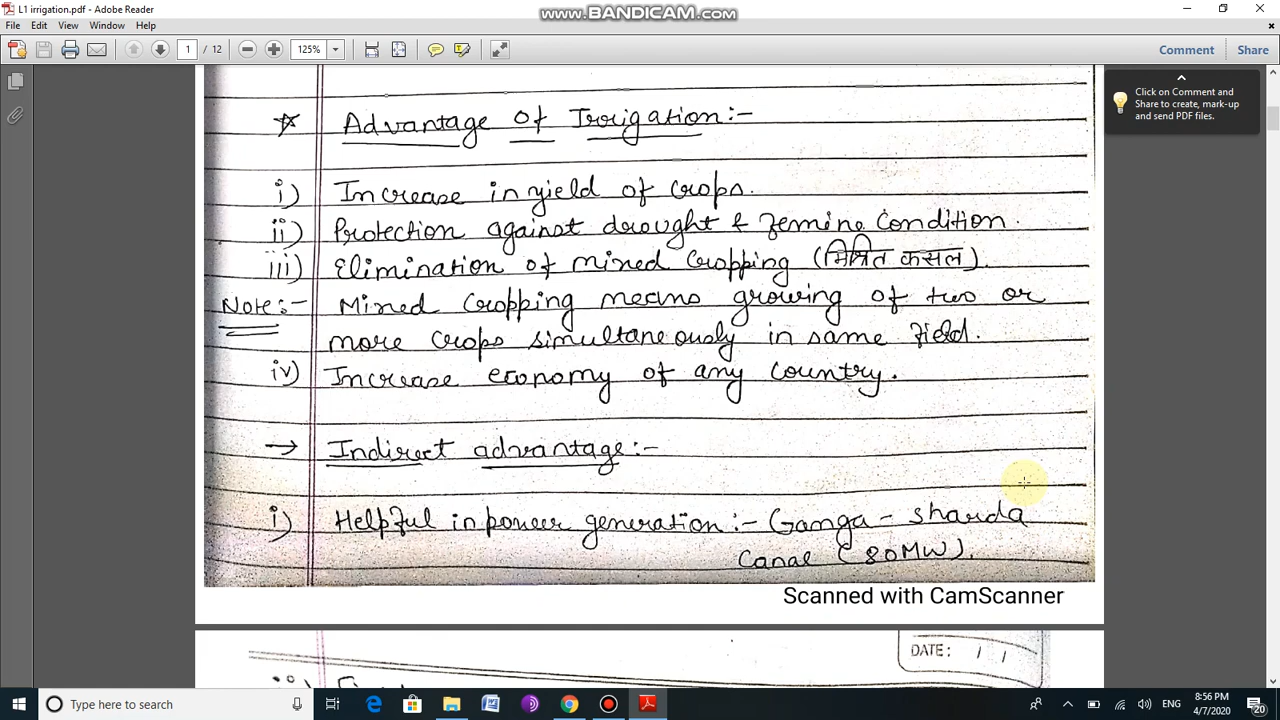 L1 irrigation.pdf - Adobe Reader
www.BANDICAM.com
File Edit View Window Help
1 / 12 125% Comment Share
Click on Comment and
Share to create, mark-up
and send PDF files.
☆ Advantage of Irrigation:-
i) Increase in yield of crops.
ii) Protection against drought & femine Condition.
iii) Elimination of mixed cropping (मिश्रित फसल).
Note:- Mixed cropping means growing of two or
more crops simultaneously in same field.
iv) Increase economy of any country.
→ Indirect advantage:-
i) Helpful in power generation:- Ganga - sharda
Canal (80MW).
Scanned with CamScanner
DATE: / /
Type here to search
ENG
8:56 PM
4/7/2020
20